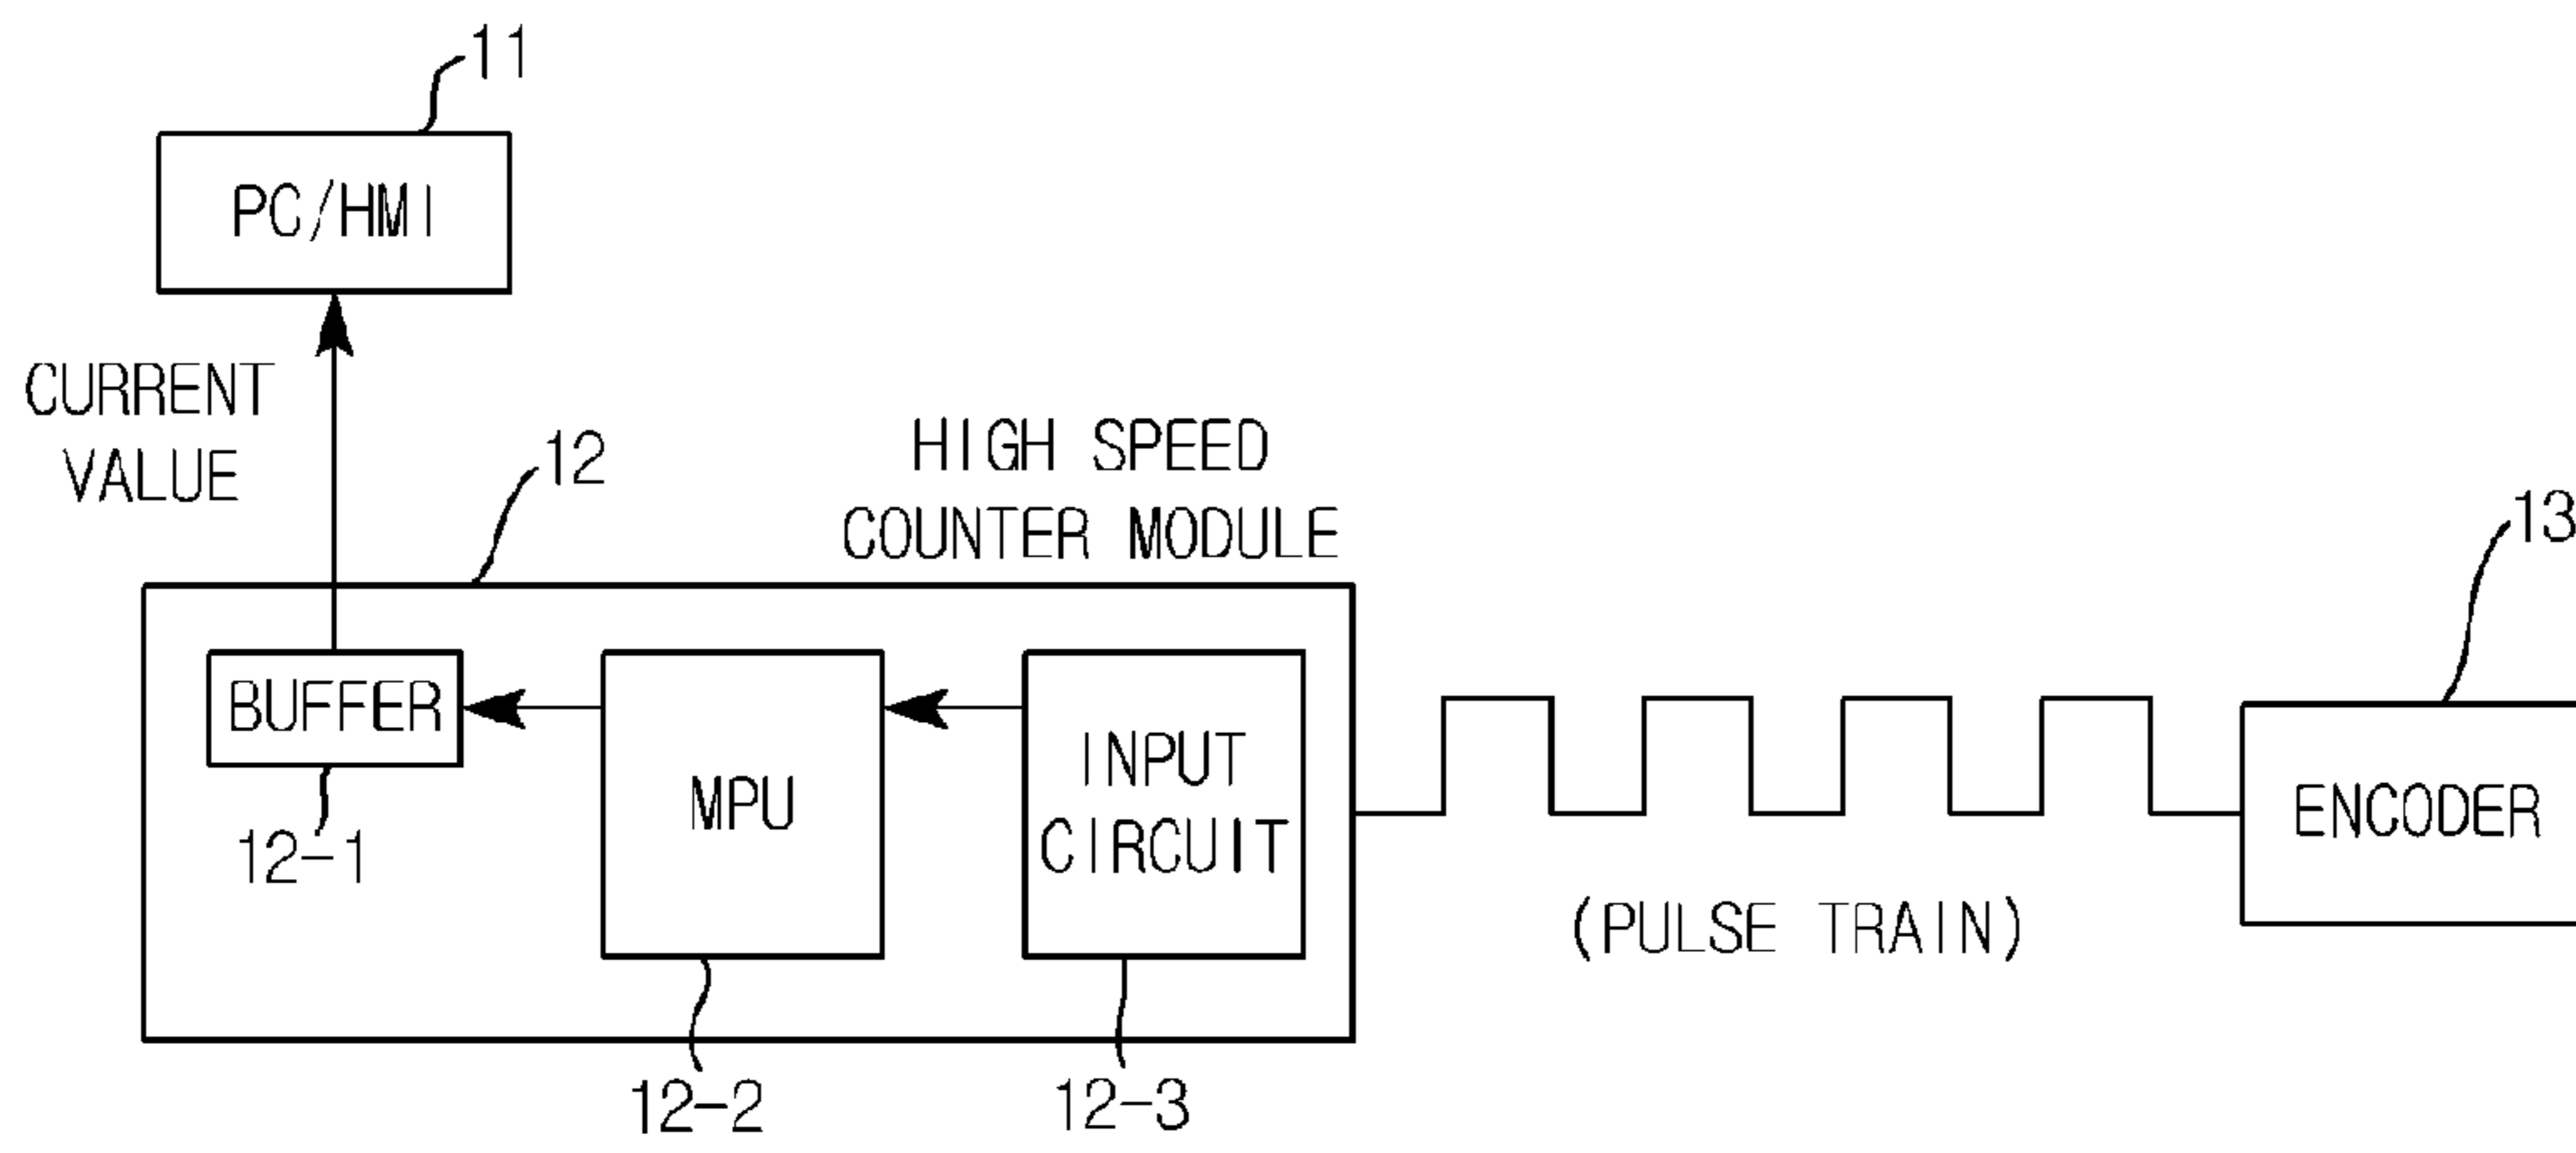 11
PC/HMI
CURRENT
VALUE
12
HIGH SPEED
COUNTER MODULE
13
BUFFER
MPU
INPUT
CIRCUIT
ENCODER
12-1
(PULSE TRAIN)
12-2
12-3